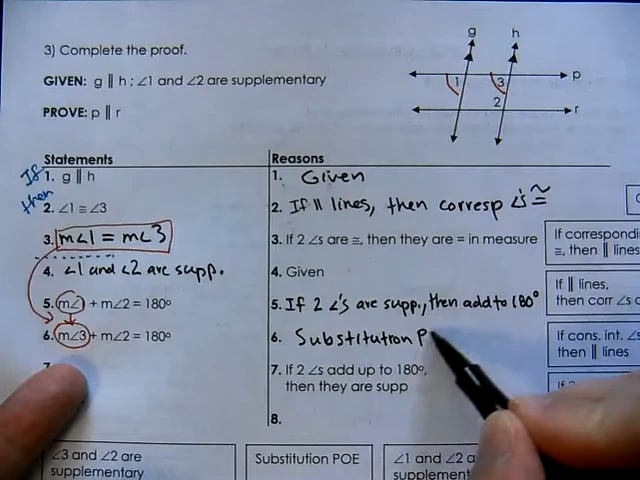 3) Complete the proof.
GIVEN: g ∥ h ; ∠1 and ∠2 are supplementary
PROVE: p ∥ r
g h
1 3 p
2 r
Statements Reasons
If 1. g ∥ h 1. Given
then 2. ∠1 ≅ ∠3 2. If ∥ lines, then corresp ∠'s ≅
3. m∠1 = m∠3 3. If 2 ∠s are ≅, then they are = in measure
4. ∠1 and ∠2 are supp. 4. Given
5. m∠1 + m∠2 = 180° 5. If 2 ∠'s are supp., then add to 180°
6. m∠3 + m∠2 = 180° 6. Substitution P
7. 7. If 2 ∠s add up to 180°,
then they are supp
8.
If correspondi
≅, then ∥ lines
If ∥ lines,
then corr ∠s
If cons. int. ∠s
then ∥ lines
∠3 and ∠2 are
supplementary
Substitution POE
∠1 and ∠2 a
supplement